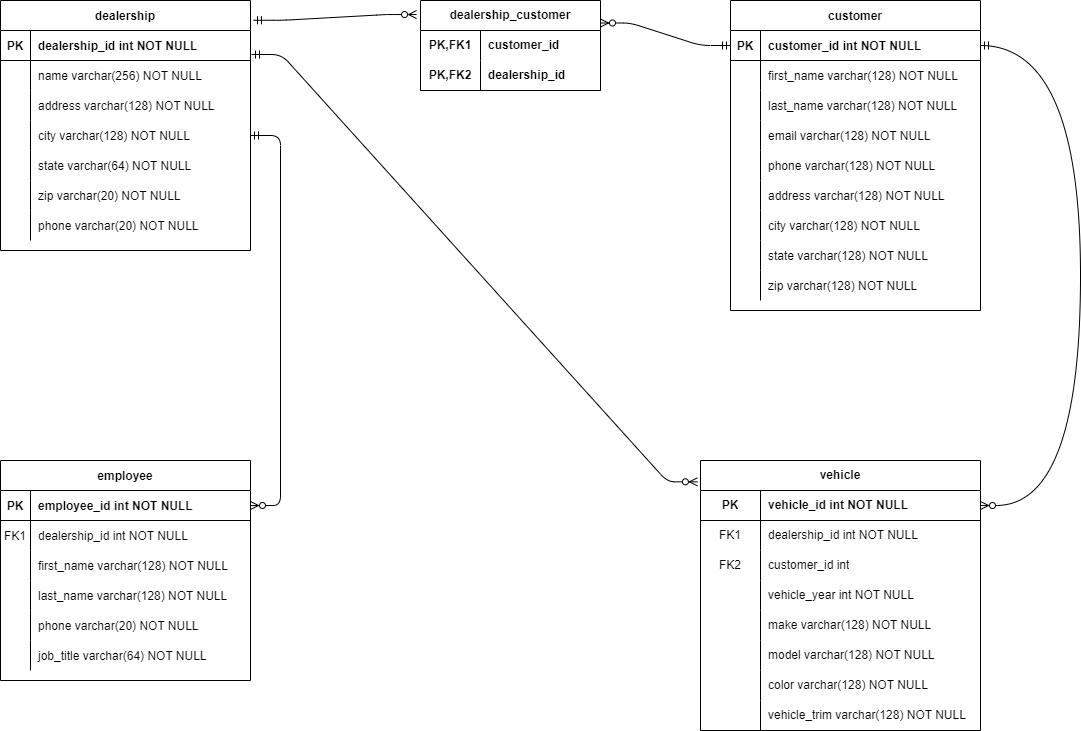 dealership
PK dealership_id int NOT NULL
name varchar(256) NOT NULL
address varchar(128) NOT NULL
city varchar(128) NOT NULL
state varchar(64) NOT NULL
zip varchar(20) NOT NULL
phone varchar(20) NOT NULL
dealership_customer
PK,FK1 customer_id
PK,FK2 dealership_id
customer
PK customer_id int NOT NULL
first_name varchar(128) NOT NULL
last_name varchar(128) NOT NULL
email varchar(128) NOT NULL
phone varchar(128) NOT NULL
address varchar(128) NOT NULL
city varchar(128) NOT NULL
state varchar(128) NOT NULL
zip varchar(128) NOT NULL
employee
PK employee_id int NOT NULL
FK1 dealership_id int NOT NULL
first_name varchar(128) NOT NULL
last_name varchar(128) NOT NULL
phone varchar(20) NOT NULL
job_title varchar(64) NOT NULL
vehicle
PK vehicle_id int NOT NULL
FK1 dealership_id int NOT NULL
FK2 customer_id int
vehicle_year int NOT NULL
make varchar(128) NOT NULL
model varchar(128) NOT NULL
color varchar(128) NOT NULL
vehicle_trim varchar(128) NOT NULL